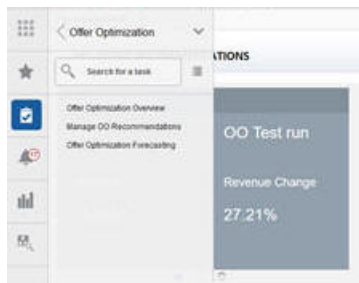 Offer Optimization
TIONS
Search for a task
Offer Optimization Overview
Manage OO Recommendations
Offer Optimization Forecasting
OO Test run
Revenue Change
27.21%